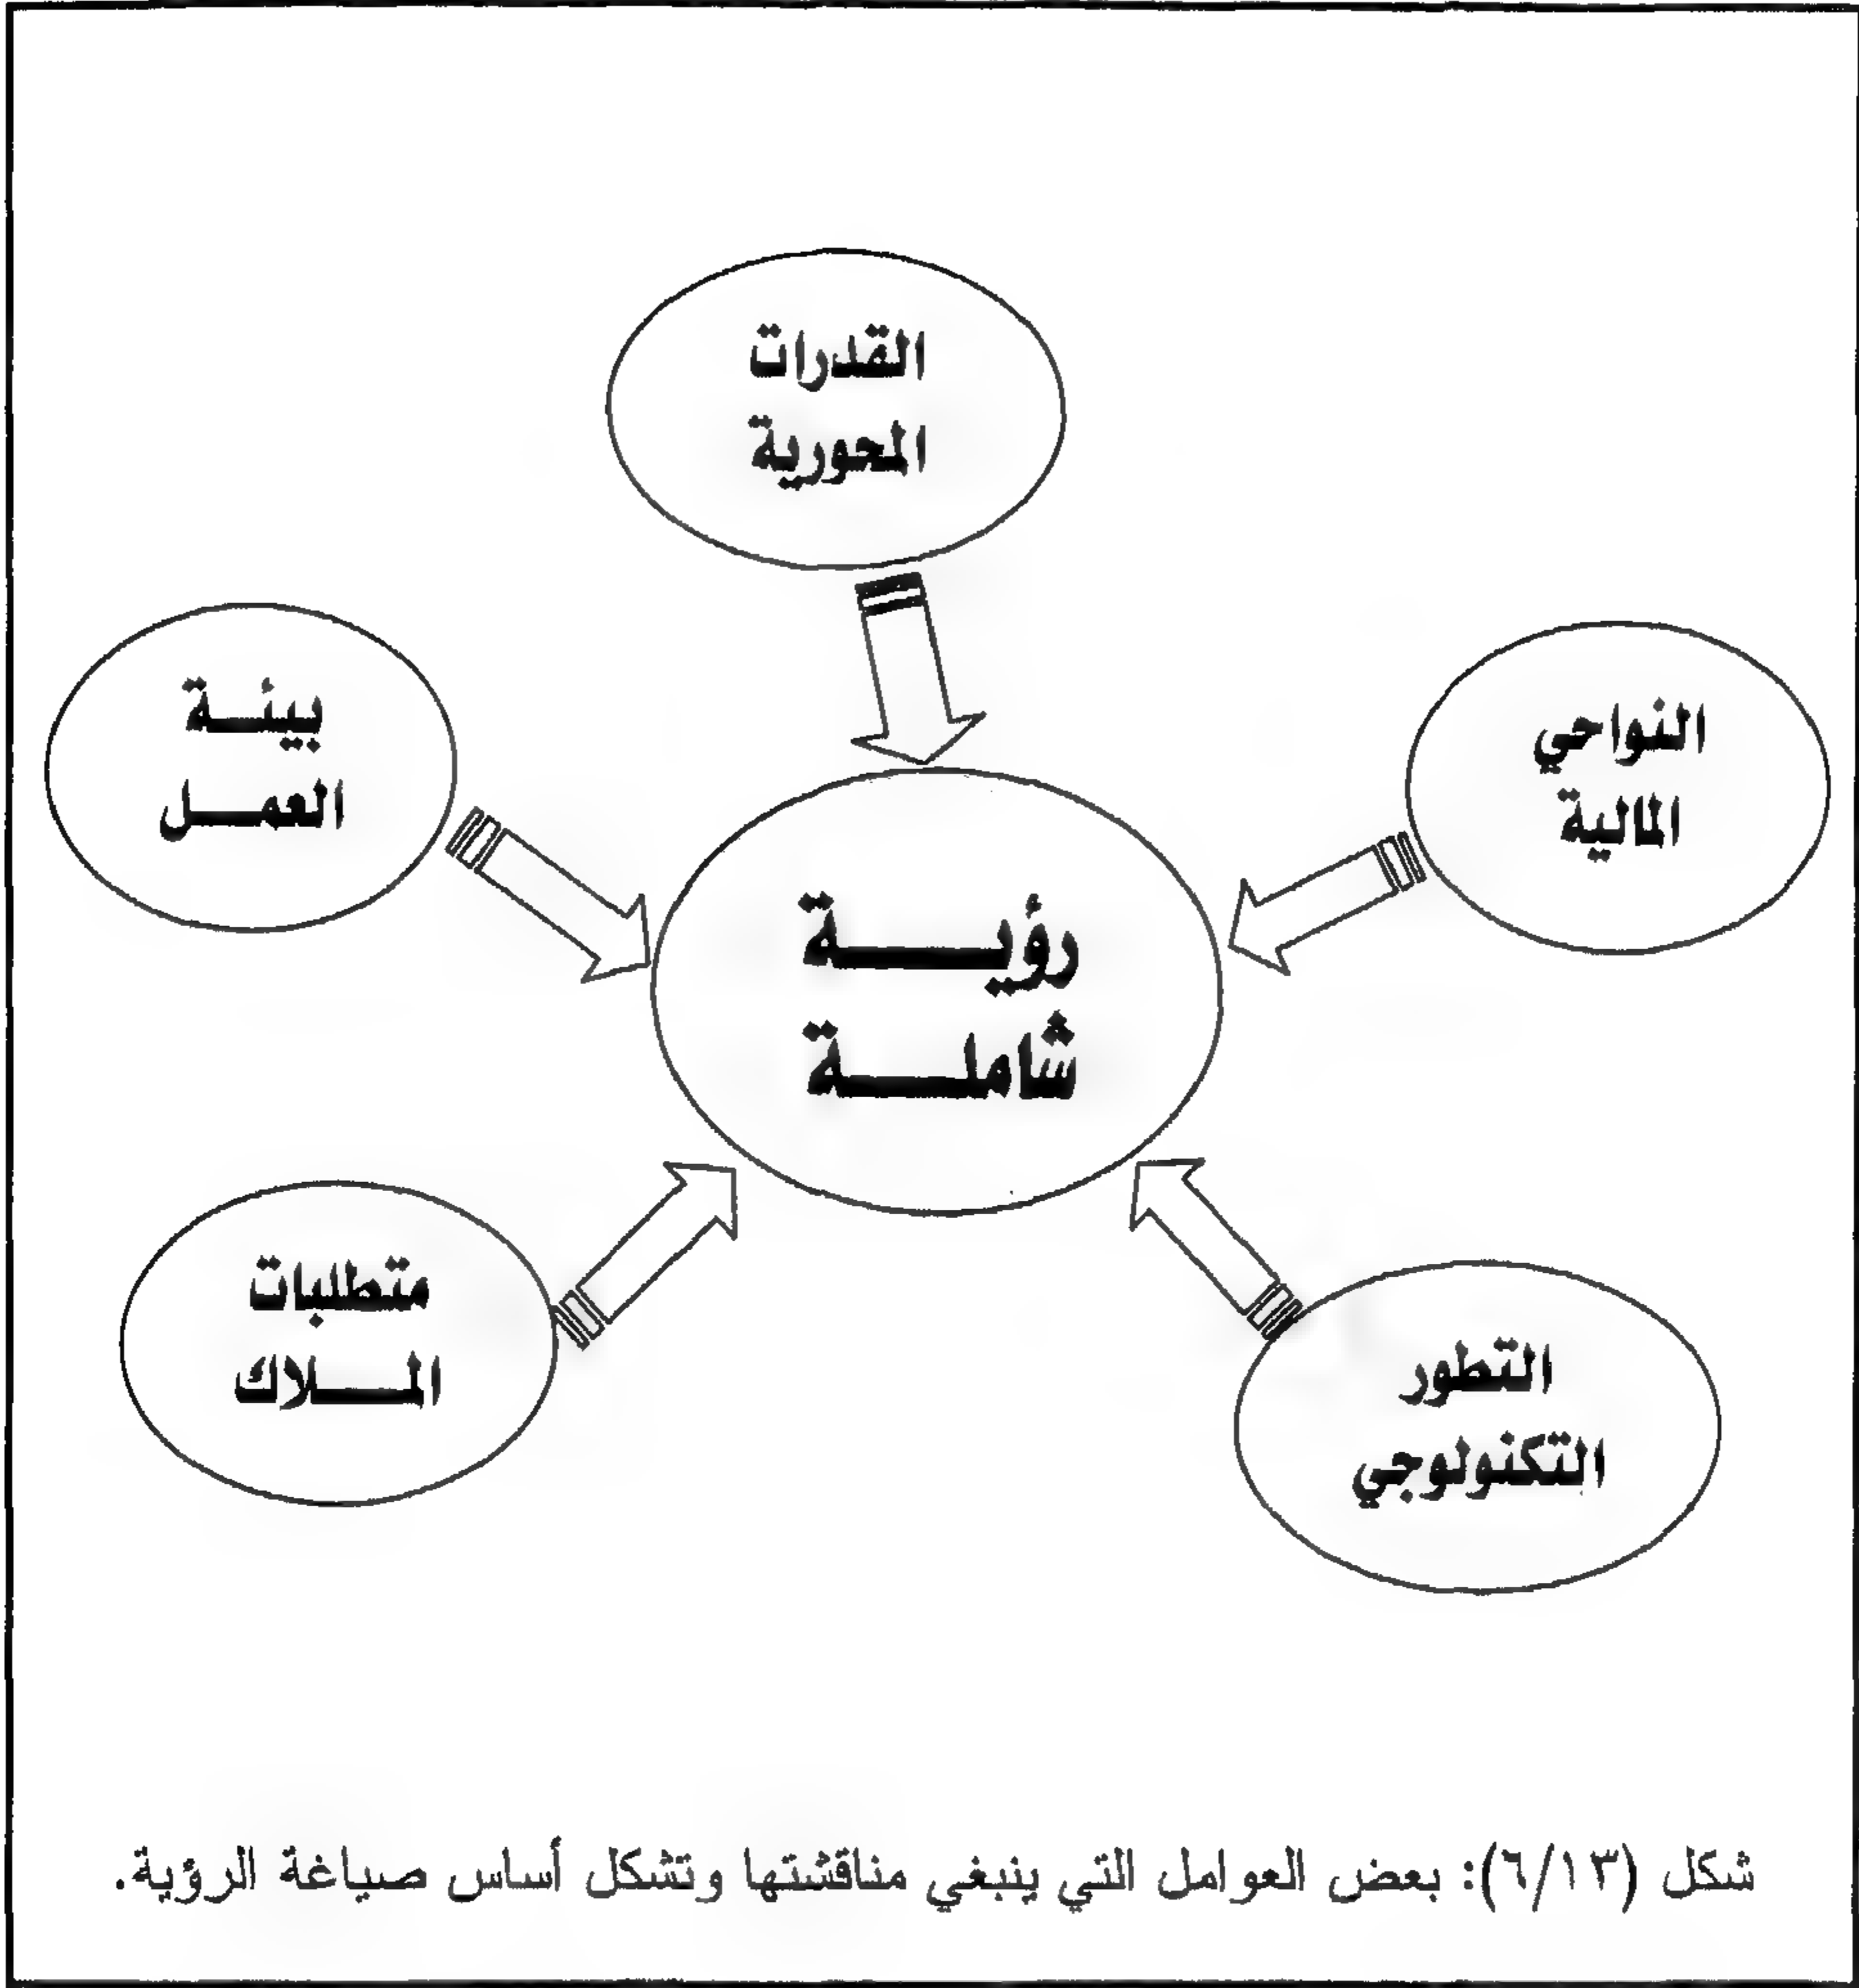 القدرات
المحورية
النواحي
المالية
بيئة
العمل
رؤية
شاملة
متطلبات
الملاك
التطور
التكنولوجي
شكل (٦/١٣): بعض العوامل التي ينبغي مناقشتها وتشكل أساس صياغة الرؤية.